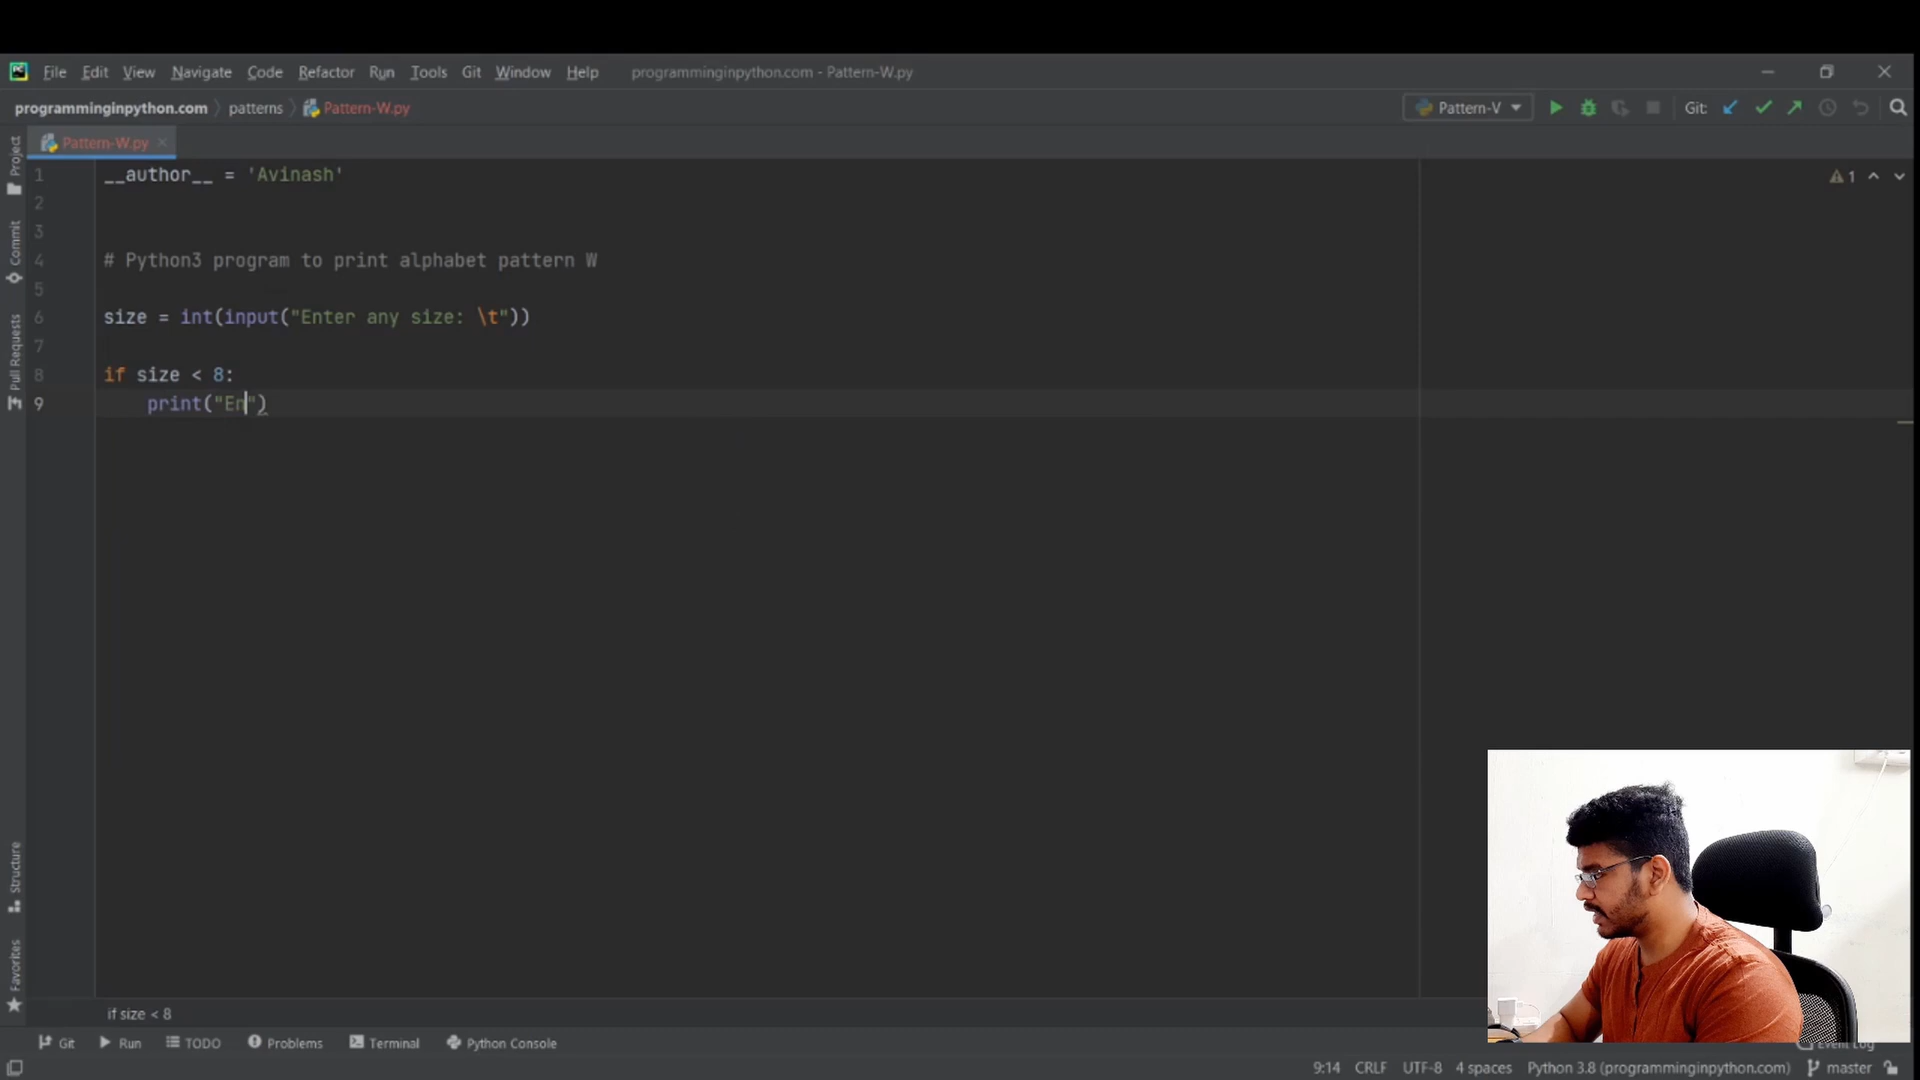 File Edit View Navigate Code Refactor Run Tools Git Window Help programminginpython.com - Pattern-W.py
programminginpython.com patterns Pattern-W.py Pattern-V Git:
Pattern-W.py
Project
Commit
Pull Requests
Structure
Favorites
1 __author__ = 'Avinash' 1
2
3
4 # Python3 program to print alphabet pattern W
5
6 size = int(input("Enter any size: \t"))
7
8 if size < 8:
9 print("En")
if size < 8
Git Run TODO Problems Terminal Python Console Event Log
9:14 CRLF UTF-8 4 spaces Python 3.8 (programminginpython.com) master